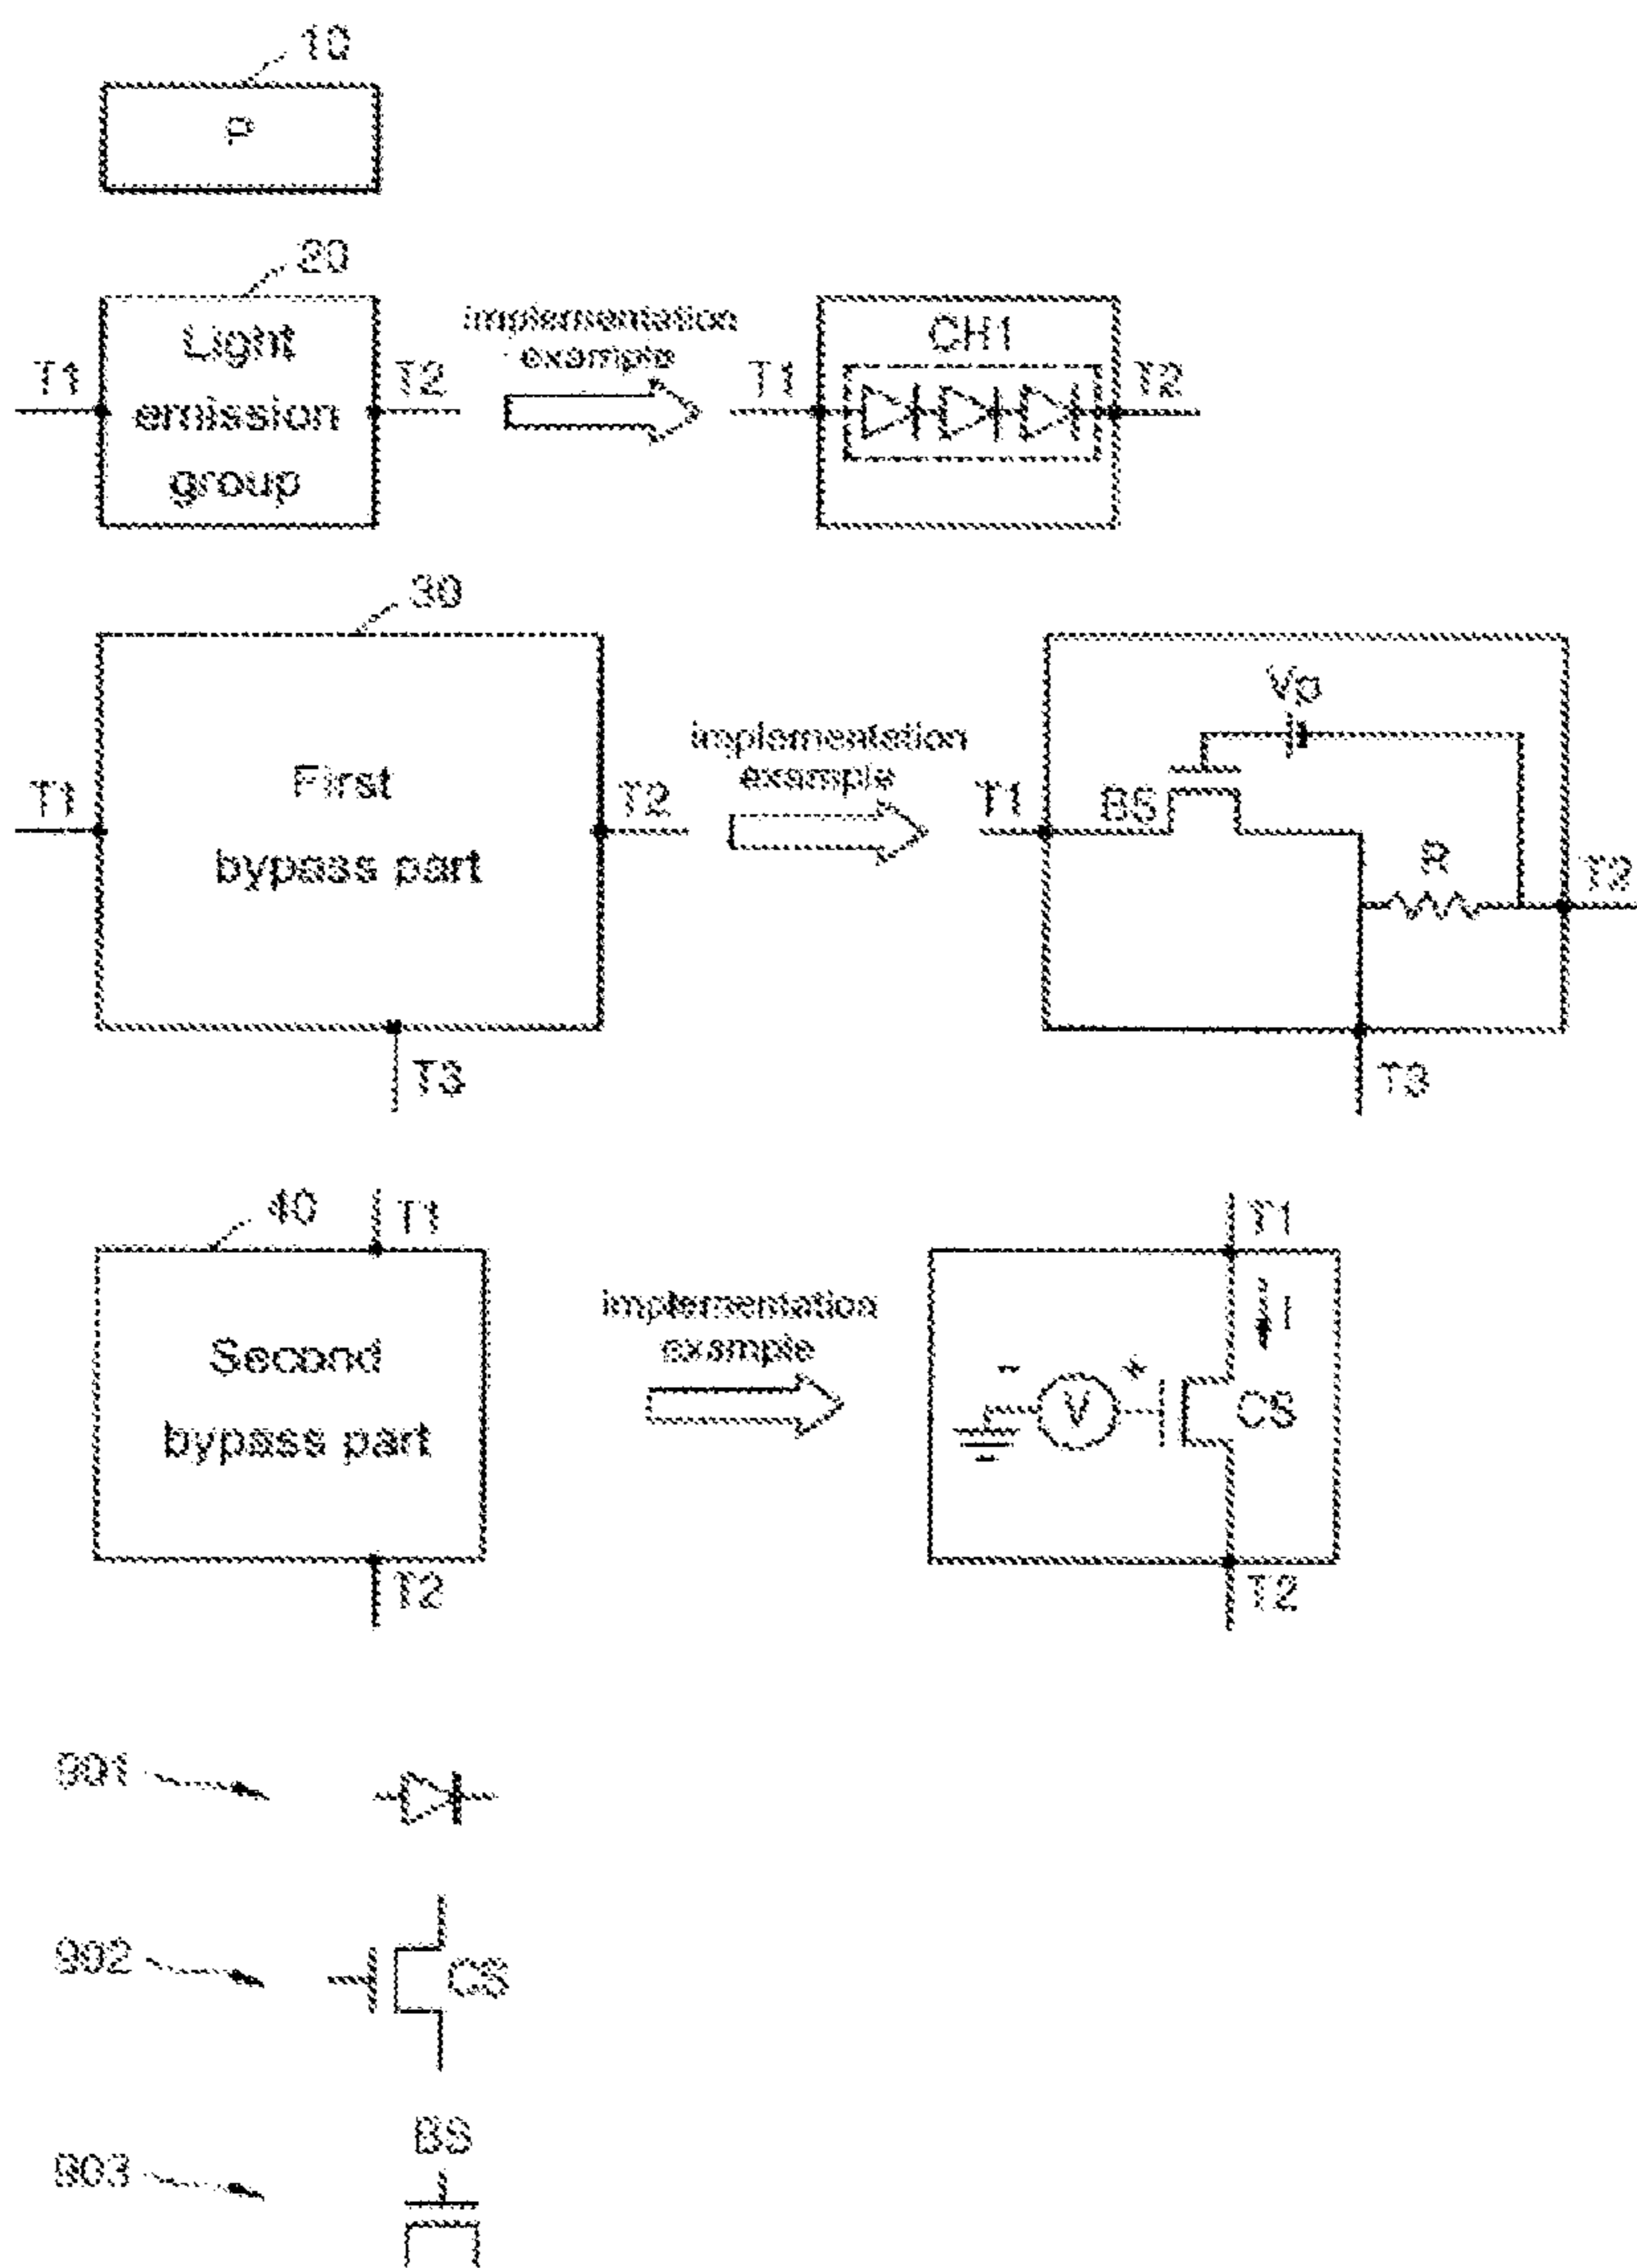 10
P
20
Light
emission
group
T1
T2
implementation
example
CH1
T1
T2
30
First
bypass part
T1
T2
T3
implementation
example
Vp
BS
R
T1
T2
T3
40
T1
Second
bypass part
T2
implementation
example
T1
I
- +
V
CS
T2
901
902
CS
BS
903